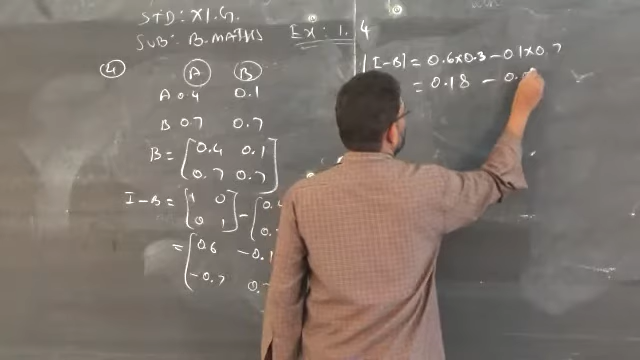 STD: XI.G.
SUB: B.MATHS Ex: 1.4
④ A B
A 0.4 0.1
B 0.7 0.7
B = [0.4 0.1
0.7 0.7]
I-B = [1 0
0 1] - [0.
0.
= [0.6 -0.1
-0.7 0.
|I-B| = 0.6×0.3 - 0.1×0.7
= 0.18 - 0.